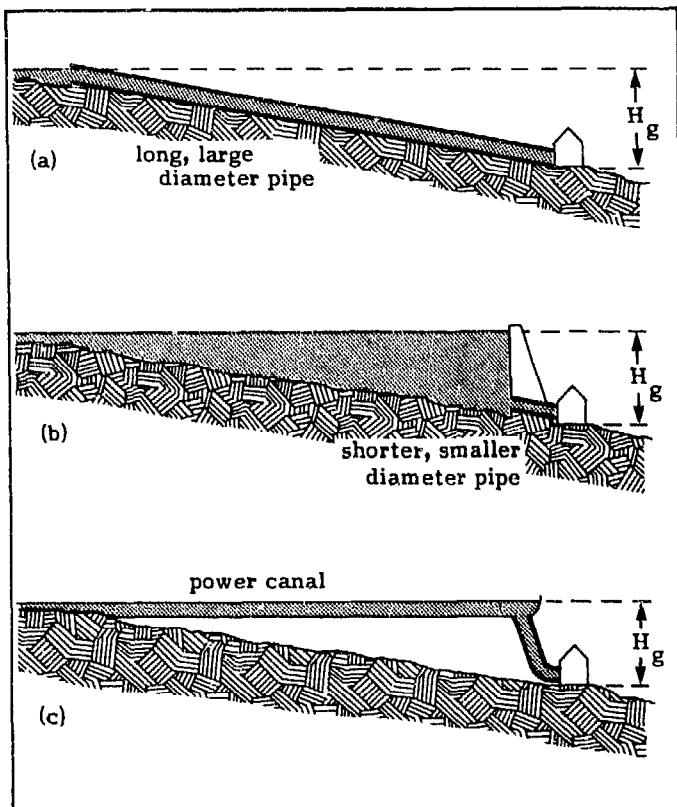 H
g
(a)
long, large
diameter pipe
H
g
(b)
shorter, smaller
diameter pipe
power canal
H
g
(c)